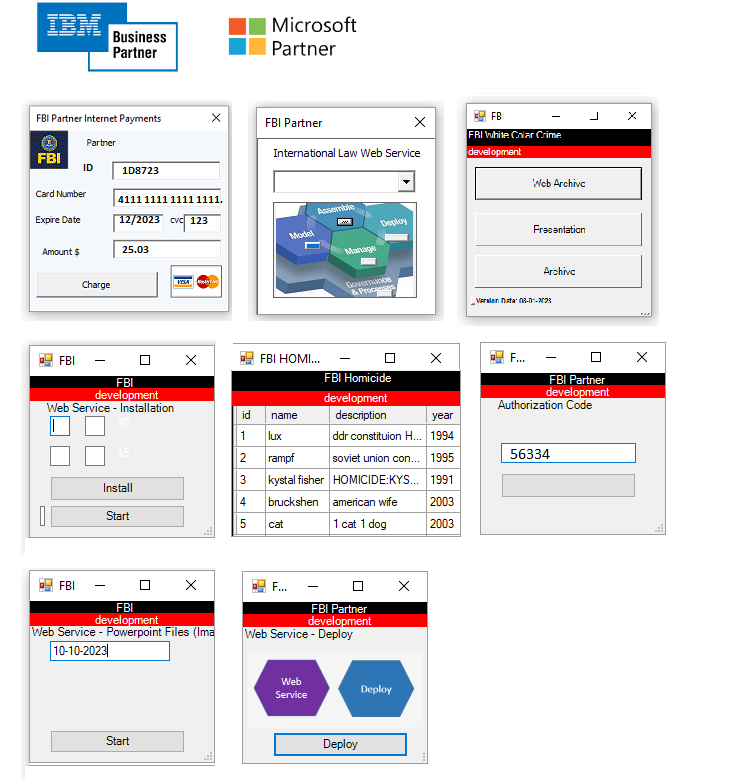 IBM
Business
Partner
Microsoft
Partner
FBI Partner Internet Payments
FBI
Partner
ID
1D8723
Card Number
4111 1111 1111 1111.
Expire Date
12/2023
cvc
123
Amount $
25.03
Charge
VISA
MasterCard
FBI Partner
International Law Web Service
Assemble
Model
Deploy
Manage
Governance
& Processes
FBI
FBI White Colar Crime
development
Web Archive
Presentation
Archive
Version Date: 08-01-2023
FBI
FBI
development
Web Service - Installation
90
45
Install
Start
FBI HOMI...
FBI Homicide
development
id name description year
1 lux ddr constituion H... 1994
2 rampf soviet union con... 1995
3 kystal fisher HOMICIDE:KYS... 1991
4 bruckshen american wife 2003
5 cat 1 cat 1 dog 2003
F...
FBI Partner
development
Authorization Code
56334
FBI
FBI
development
Web Service - Powerpoint Files (Ima
10-10-2023
Start
F...
FBI Partner
development
Web Service - Deploy
Web
Service
Deploy
Deploy